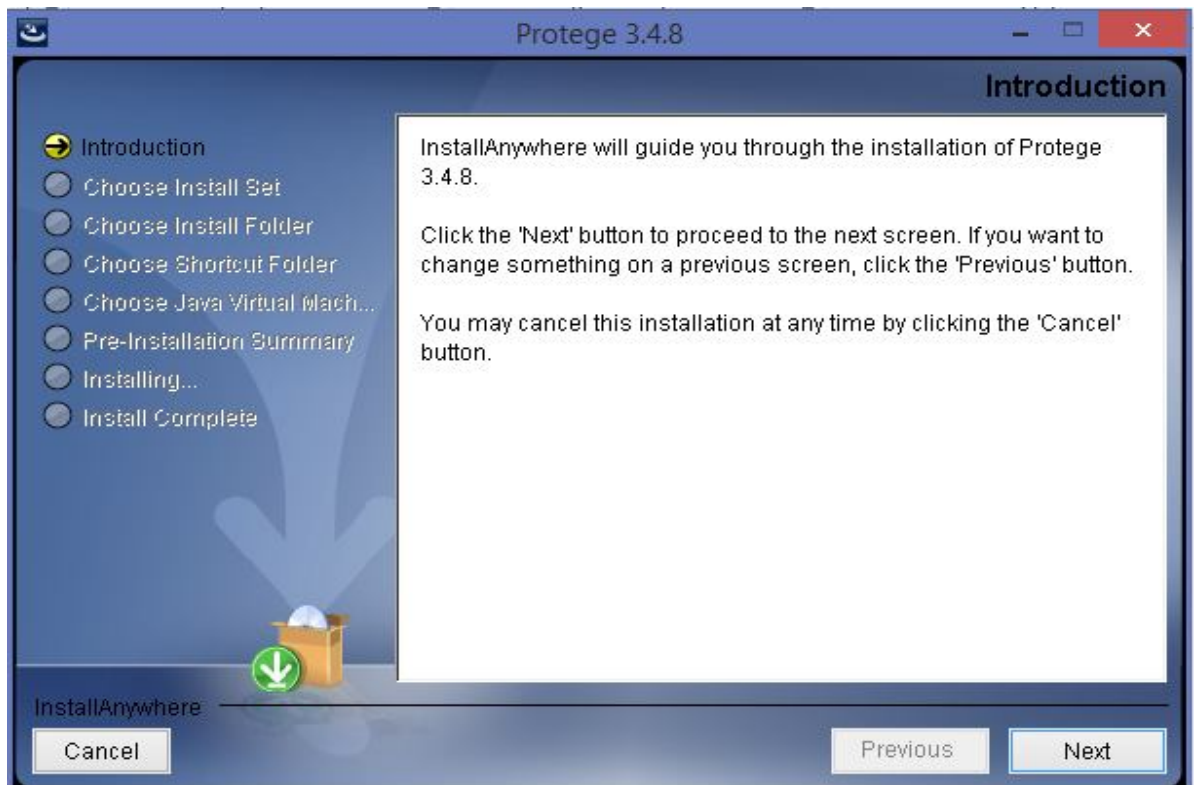 Protege 3.4.8
Introduction
Introduction
Choose Install Set
Choose Install Folder
Choose Shortcut Folder
Choose Java Virtual Mach...
Pre-Installation Summary
Installing...
Install Complete
InstallAnywhere will guide you through the installation of Protege
3.4.8.
Click the 'Next' button to proceed to the next screen. If you want to
change something on a previous screen, click the 'Previous' button.
You may cancel this installation at any time by clicking the 'Cancel'
button.
InstallAnywhere
Cancel
Previous
Next